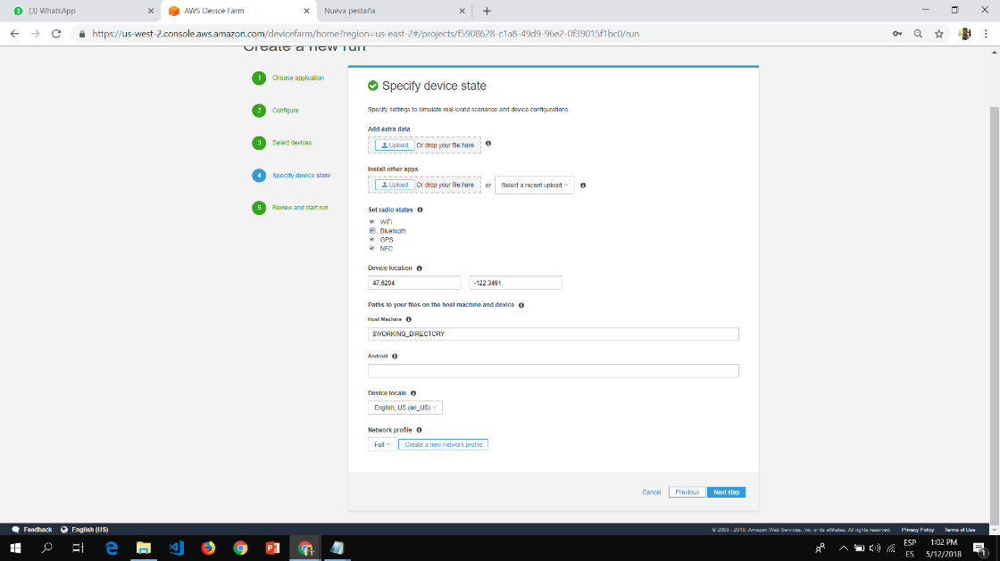 (3) WhatsApp
AWS Device Farm
Nueva pestaña
https://us-west-2.console.aws.amazon.com/devicefarm/home?region=us-east-2#/projects/f5908628-c1a8-49d9-96e2-0f39015f1bc0/run
Create a new run
1 Choose application
2 Configure
3 Select devices
4 Specify device state
5 Review and start run
Specify device state
Specify settings to simulate real-world scenarios and device configurations.
Add extra data
Upload Or drop your file here
Install other apps
Upload Or drop your file here or Select a recent upload
Set radio states
WiFi
Bluetooth
GPS
NFC
Device location
47,6204 -122,3491
Paths to your files on the host machine and device
Host Machine
$WORKING_DIRECTORY
Android
Device locale
English, US (en_US)
Network profile
Full Create a new network profile
Cancel Previous Next step
Feedback English (US)
© 2008 - 2018, Amazon Web Services, Inc. or its affiliates. All rights reserved. Privacy Policy Terms of Use
ESP 1:02 PM
ES 5/12/2018
1